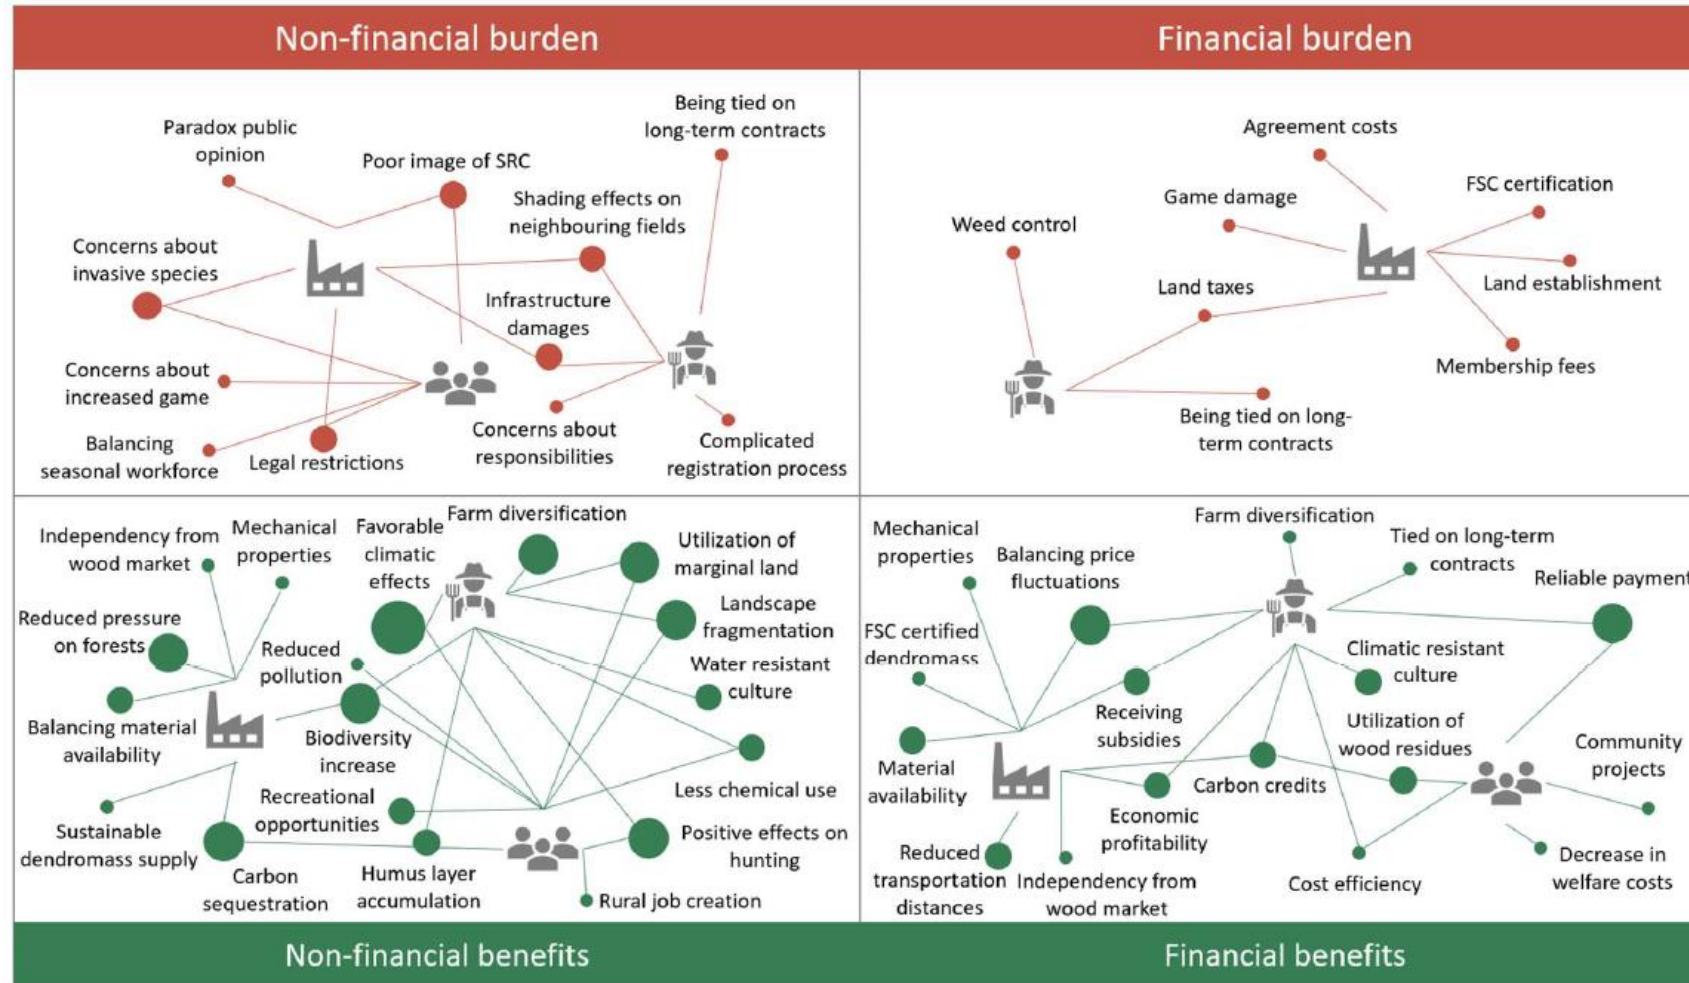 Non-financial burden
Financial burden
Being tied on
long-term contracts
Paradox public
opinion
Poor image of SRC
Shading effects on
neighbouring fields
Concerns about
invasive species
Infrastructure
damages
Concerns about
increased game
Balancing
seasonal workforce
Legal restrictions
Concerns about
responsibilities
Complicated
registration process
Agreement costs
FSC certification
Game damage
Weed control
Land taxes
Land establishment
Membership fees
Being tied on long-
term contracts
Farm diversification
Independency from
wood market
Mechanical
properties
Favorable
climatic
effects
Utilization of
marginal land
Landscape
fragmentation
Reduced pressure
on forests
Reduced
pollution
Water resistant
culture
Balancing material
availability
Biodiversity
increase
Less chemical use
Recreational
opportunities
Sustainable
dendromass supply
Positive effects on
hunting
Carbon
sequestration
Humus layer
accumulation
Rural job creation
Farm diversification
Mechanical
properties
Balancing price
fluctuations
Tied on long-term
contracts
Reliable payment
FSC certified
dendromass
Climatic resistant
culture
Receiving
subsidies
Utilization of
wood residues
Community
projects
Material
availability
Carbon credits
Economic
profitability
Reduced
transportation
distances
Independency from
wood market
Cost efficiency
Decrease in
welfare costs
Non-financial benefits
Financial benefits